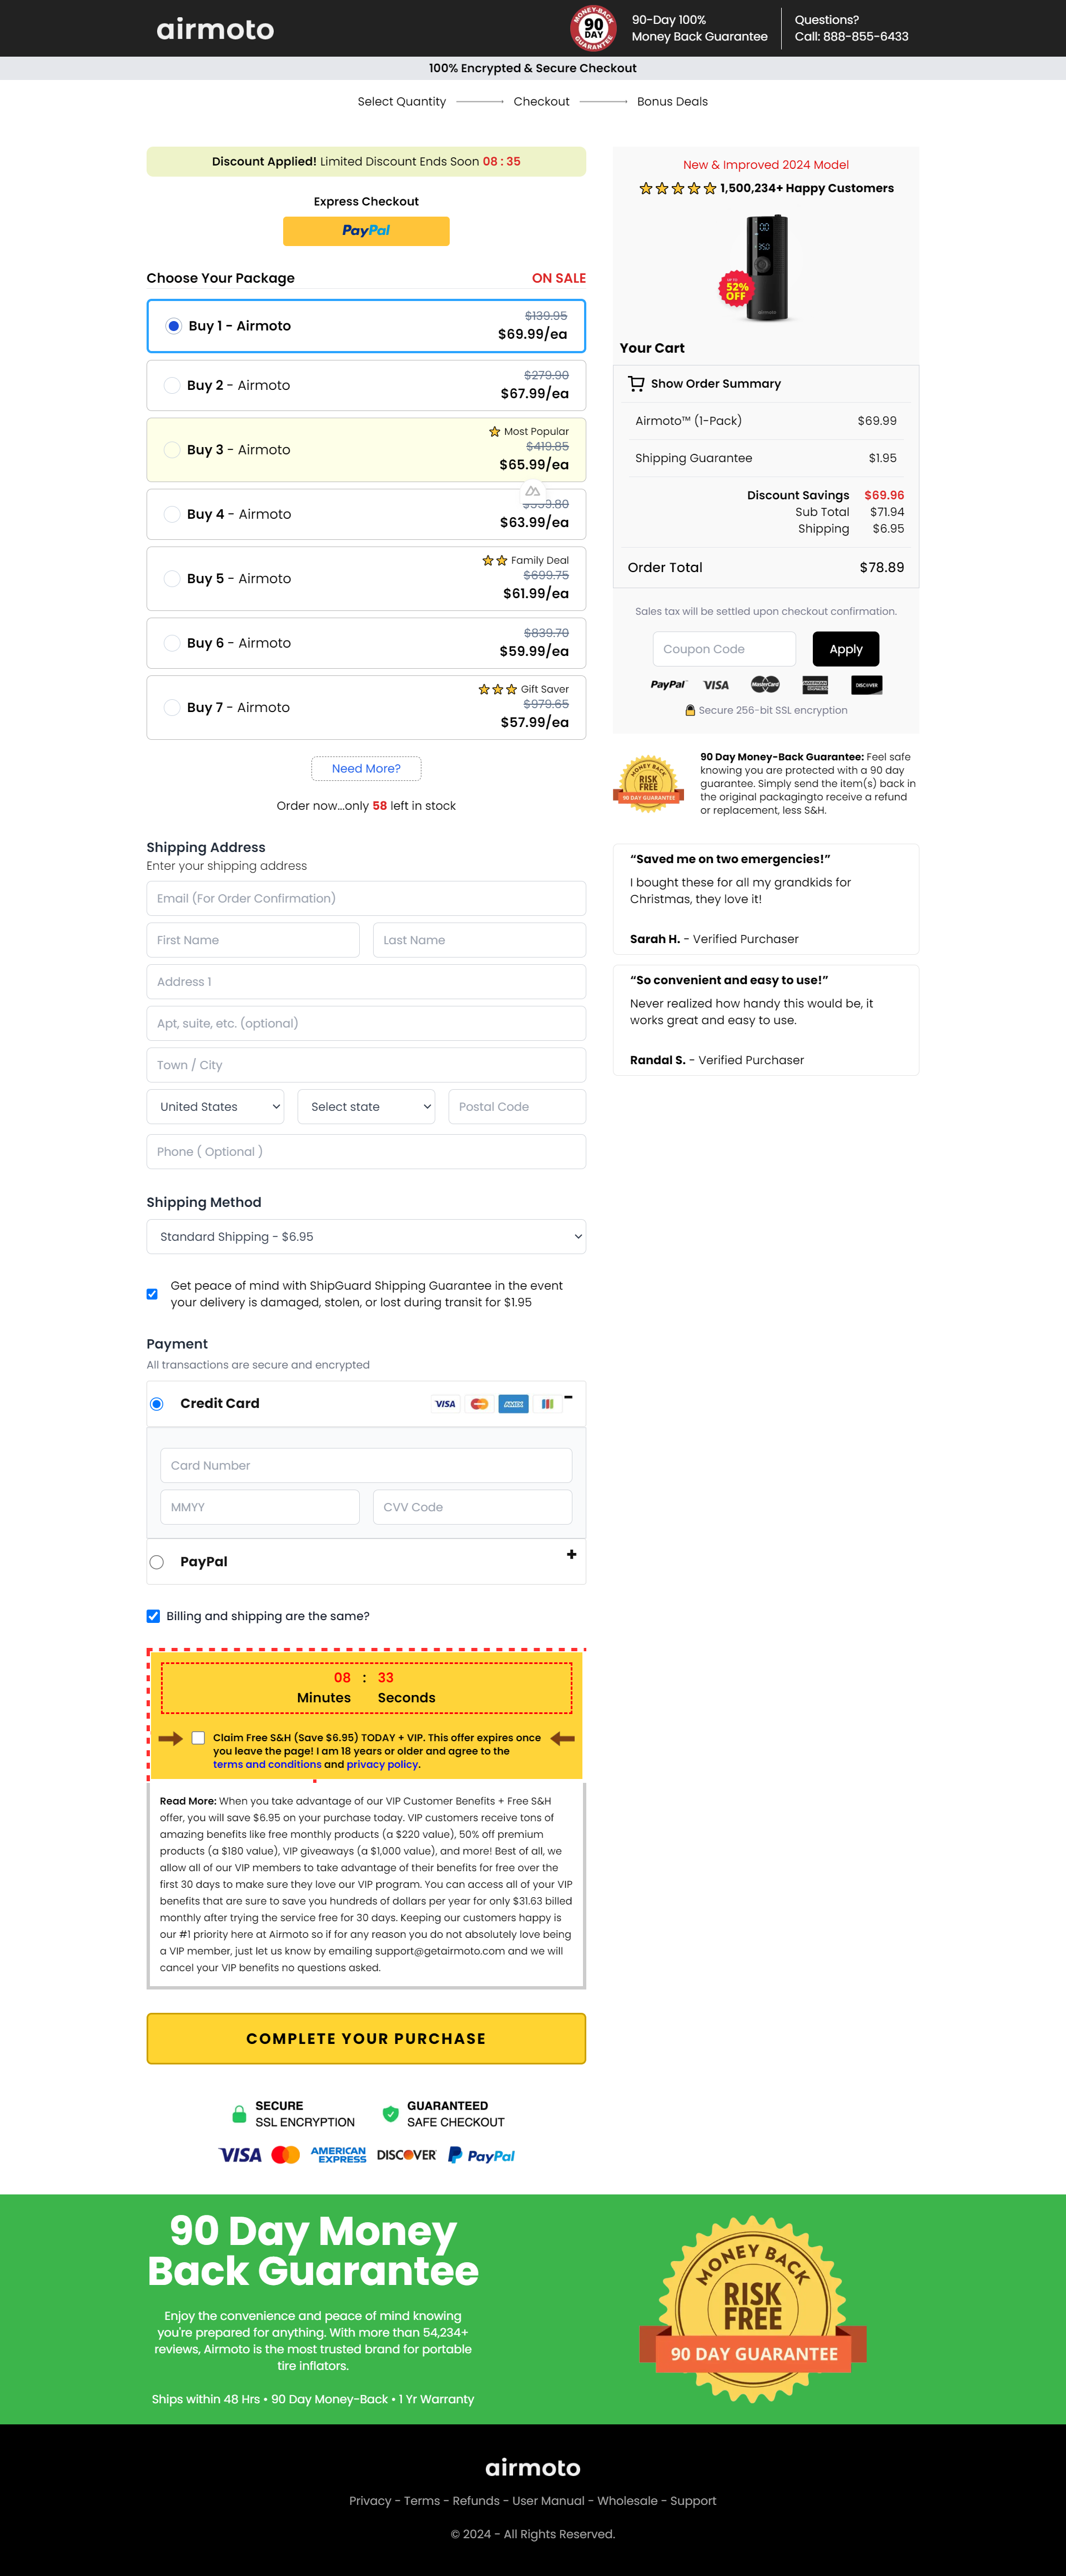 airmoto
MONEY-BACK
90
DAY
GUARANTEE
90-Day 100%
Money Back Guarantee
Questions?
Call: 888-855-6433
100% Encrypted & Secure Checkout
Select Quantity
Checkout
Bonus Deals
Discount Applied! Limited Discount Ends Soon 08 : 35
Express Checkout
PayPal
Choose Your Package
ON SALE
Buy 1 - Airmoto
$139.95
$69.99/ea
Buy 2 - Airmoto
$279.90
$67.99/ea
Most Popular
Buy 3 - Airmoto
$419.85
$65.99/ea
Buy 4 - Airmoto
$63.99/ea
Family Deal
Buy 5 - Airmoto
$699.75
$61.99/ea
Buy 6 - Airmoto
$839.70
$59.99/ea
Gift Saver
Buy 7 - Airmoto
$979.65
$57.99/ea
Need More?
Order now...only 58 left in stock
Shipping Address
Enter your shipping address
Email (For Order Confirmation)
First Name
Last Name
Address 1
Apt, suite, etc. (optional)
Town / City
United States
Select state
Postal Code
Phone ( Optional )
Shipping Method
Standard Shipping - $6.95
Get peace of mind with ShipGuard Shipping Guarantee in the event
your delivery is damaged, stolen, or lost during transit for $1.95
Payment
All transactions are secure and encrypted
Credit Card
VISA
AMEX
Card Number
MMYY
CVV Code
PayPal
Billing and shipping are the same?
08 : 33
Minutes Seconds
Claim Free S&H (Save $6.95) TODAY + VIP. This offer expires once
you leave the page! I am 18 years or older and agree to the
terms and conditions and privacy policy.
Read More: When you take advantage of our VIP Customer Benefits + Free S&H
offer, you will save $6.95 on your purchase today. VIP customers receive tons of
amazing benefits like free monthly products (a $220 value), 50% off premium
products (a $180 value), VIP giveaways (a $1,000 value), and more! Best of all, we
allow all of our VIP members to take advantage of their benefits for free over the
first 30 days to make sure they love our VIP program. You can access all of your VIP
benefits that are sure to save you hundreds of dollars per year for only $31.63 billed
monthly after trying the service free for 30 days. Keeping our customers happy is
our #1 priority here at Airmoto so if for any reason you do not absolutely love being
a VIP member, just let us know by emailing support@getairmoto.com and we will
cancel your VIP benefits no questions asked.
COMPLETE YOUR PURCHASE
SECURE
SSL ENCRYPTION
GUARANTEED
SAFE CHECKOUT
VISA
AMERICAN
EXPRESS
DISCOVER
PayPal
New & Improved 2024 Model
1,500,234+ Happy Customers
UP TO
52%
OFF
airmoto
Your Cart
Show Order Summary
Airmoto™ (1-Pack) $69.99
Shipping Guarantee $1.95
Discount Savings $69.96
Sub Total $71.94
Shipping $6.95
Order Total $78.89
Sales tax will be settled upon checkout confirmation.
Coupon Code
Apply
PayPal
VISA
MasterCard
AMERICAN EXPRESS
DISCOVER
Secure 256-bit SSL encryption
MONEY BACK
RISK
FREE
90 DAY GUARANTEE
90 Day Money-Back Guarantee: Feel safe
knowing you are protected with a 90 day
guarantee. Simply send the item(s) back in
the original packagingto receive a refund
or replacement, less S&H.
“Saved me on two emergencies!”
I bought these for all my grandkids for
Christmas, they love it!
Sarah H. - Verified Purchaser
“So convenient and easy to use!”
Never realized how handy this would be, it
works great and easy to use.
Randal S. - Verified Purchaser
90 Day Money
Back Guarantee
Enjoy the convenience and peace of mind knowing
you're prepared for anything. With more than 54,234+
reviews, Airmoto is the most trusted brand for portable
tire inflators.
Ships within 48 Hrs • 90 Day Money-Back • 1 Yr Warranty
MONEY BACK
RISK
FREE
90 DAY GUARANTEE
airmoto
Privacy - Terms - Refunds - User Manual - Wholesale - Support
© 2024 - All Rights Reserved.